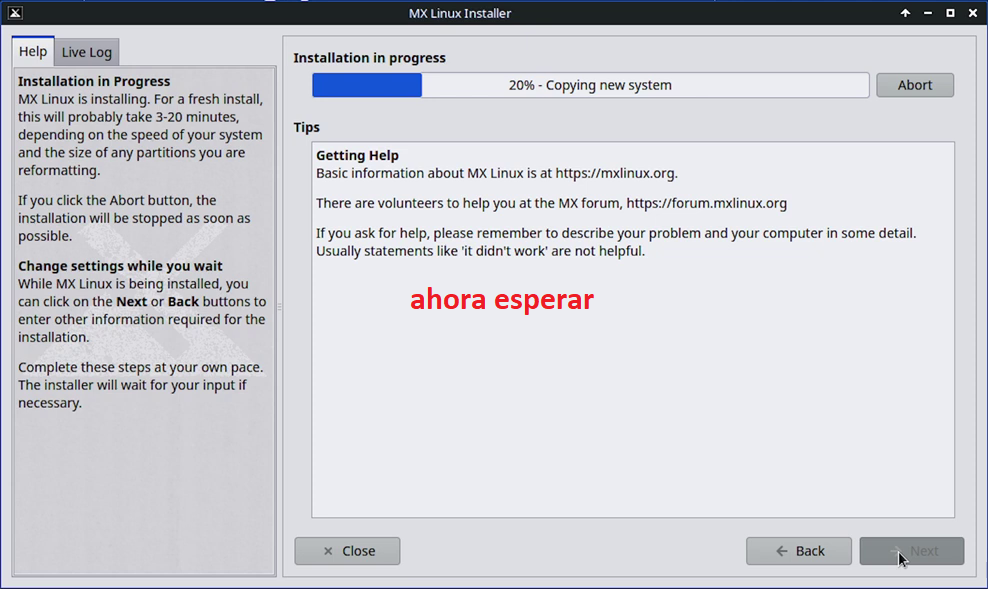 MX Linux Installer
Help
Live Log
Installation in Progress
MX Linux is installing. For a fresh install,
this will probably take 3-20 minutes,
depending on the speed of your system
and the size of any partitions you are
reformatting.
If you click the Abort button, the
installation will be stopped as soon as
possible.
Change settings while you wait
While MX Linux is being installed, you
can click on the Next or Back buttons to
enter other information required for the
installation.
Complete these steps at your own pace.
The installer will wait for your input if
necessary.
Installation in progress
20% - Copying new system
Abort
Tips
Getting Help
Basic information about MX Linux is at https://mxlinux.org.
There are volunteers to help you at the MX forum, https://forum.mxlinux.org
If you ask for help, please remember to describe your problem and your computer in some detail.
Usually statements like 'it didn't work' are not helpful.
ahora esperar
Close
Back
Next